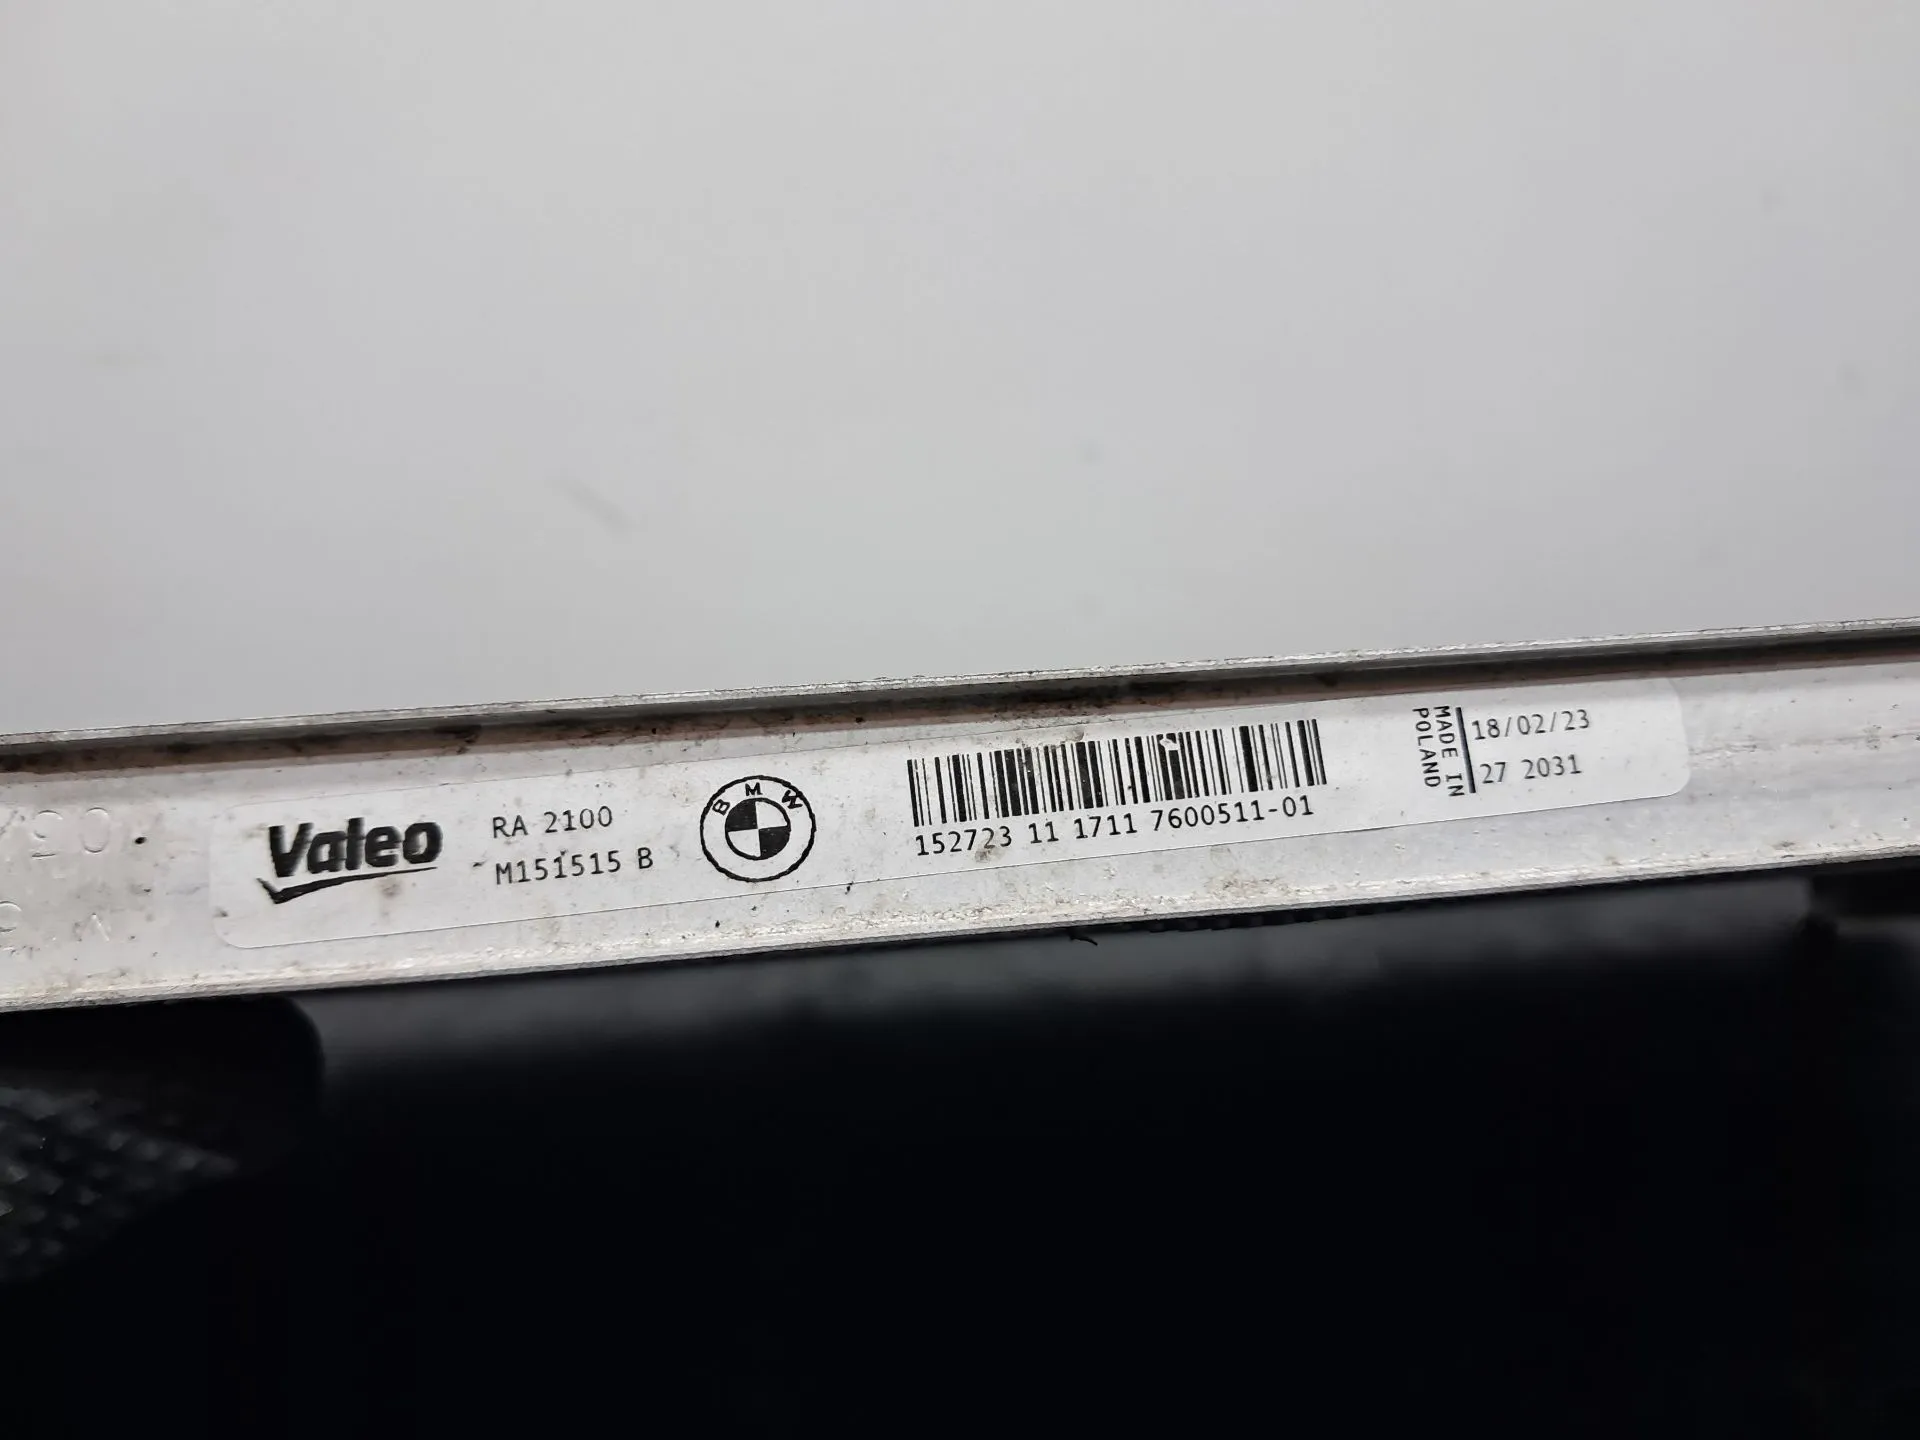 Valeo
RA 2100
M151515 B
BMW
152723 11 1711 7600511-01
MADE IN
POLAND
18/02/23
27 2031